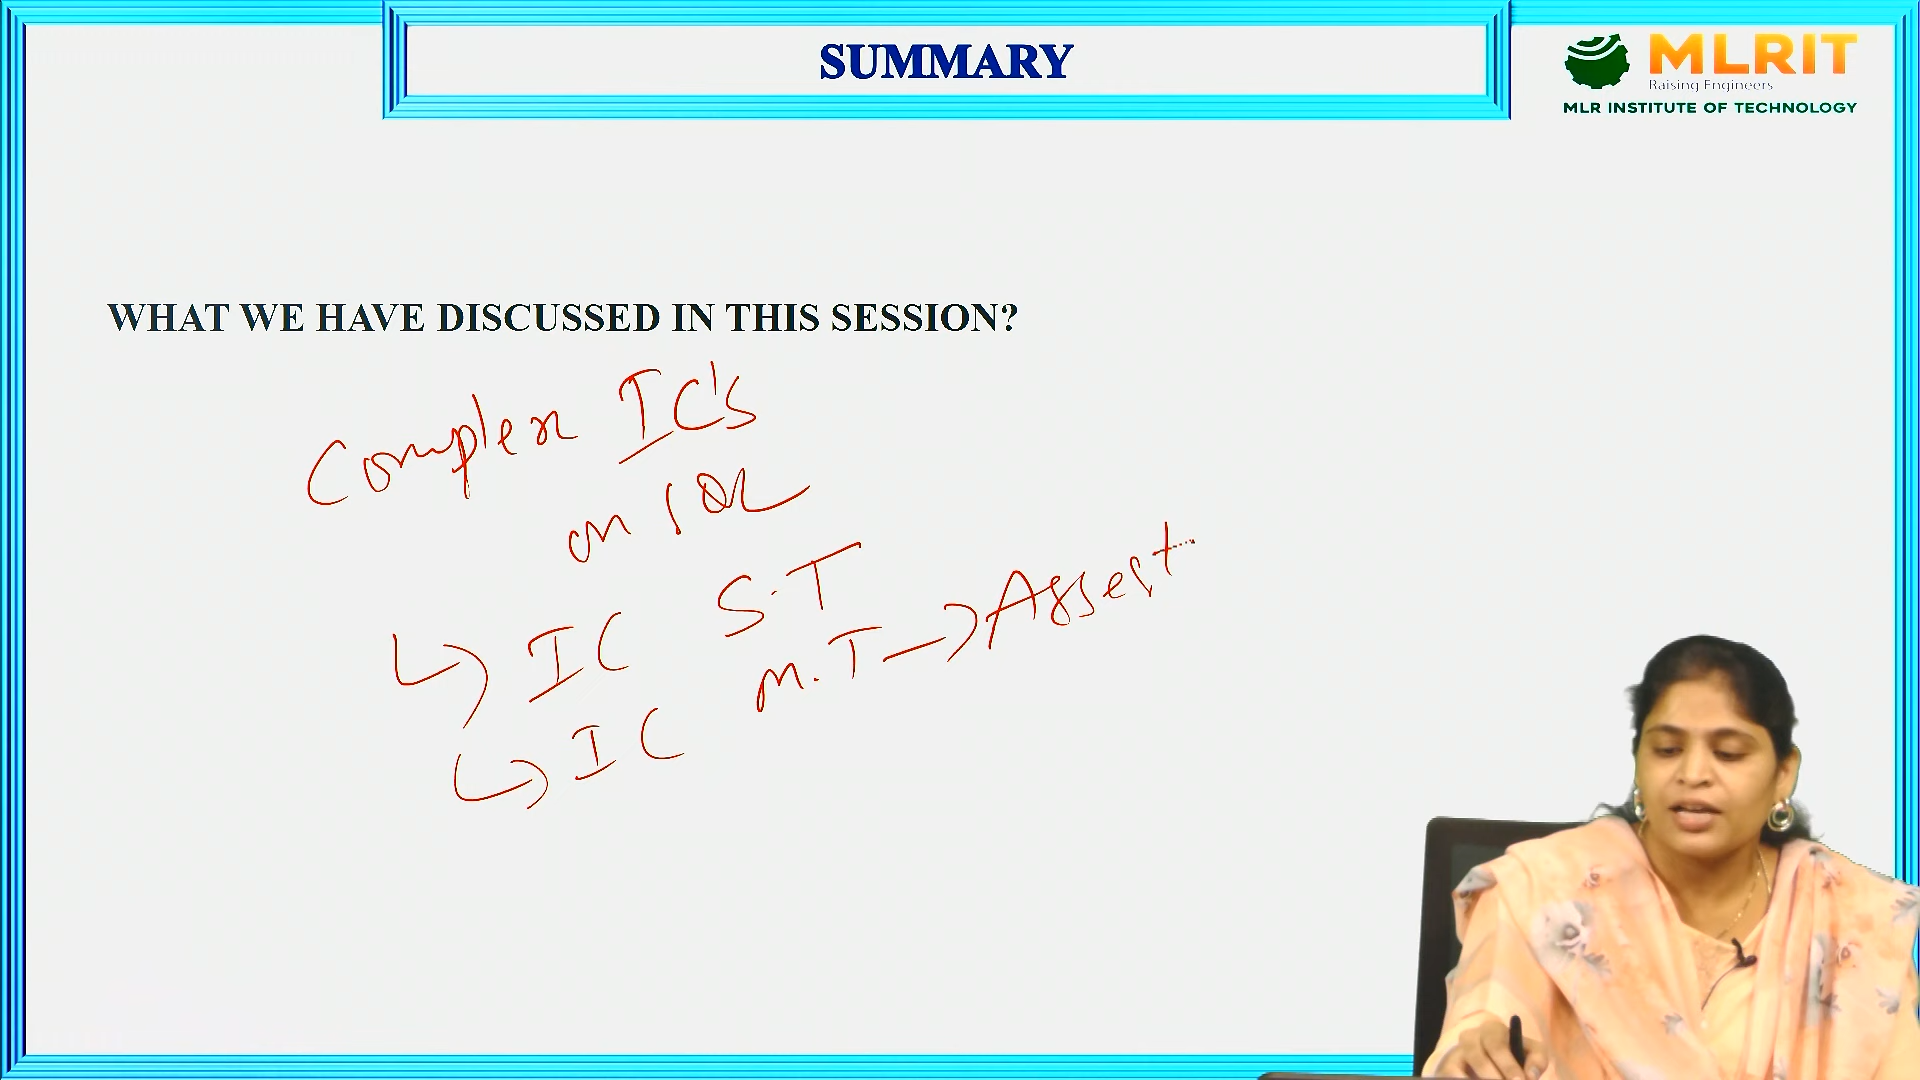 SUMMARY
MLRIT
Raising Engineers
MLR INSTITUTE OF TECHNOLOGY
WHAT WE HAVE DISCUSSED IN THIS SESSION?
Complex IC's
on SQL
IC S.T
IC M.T → Assert